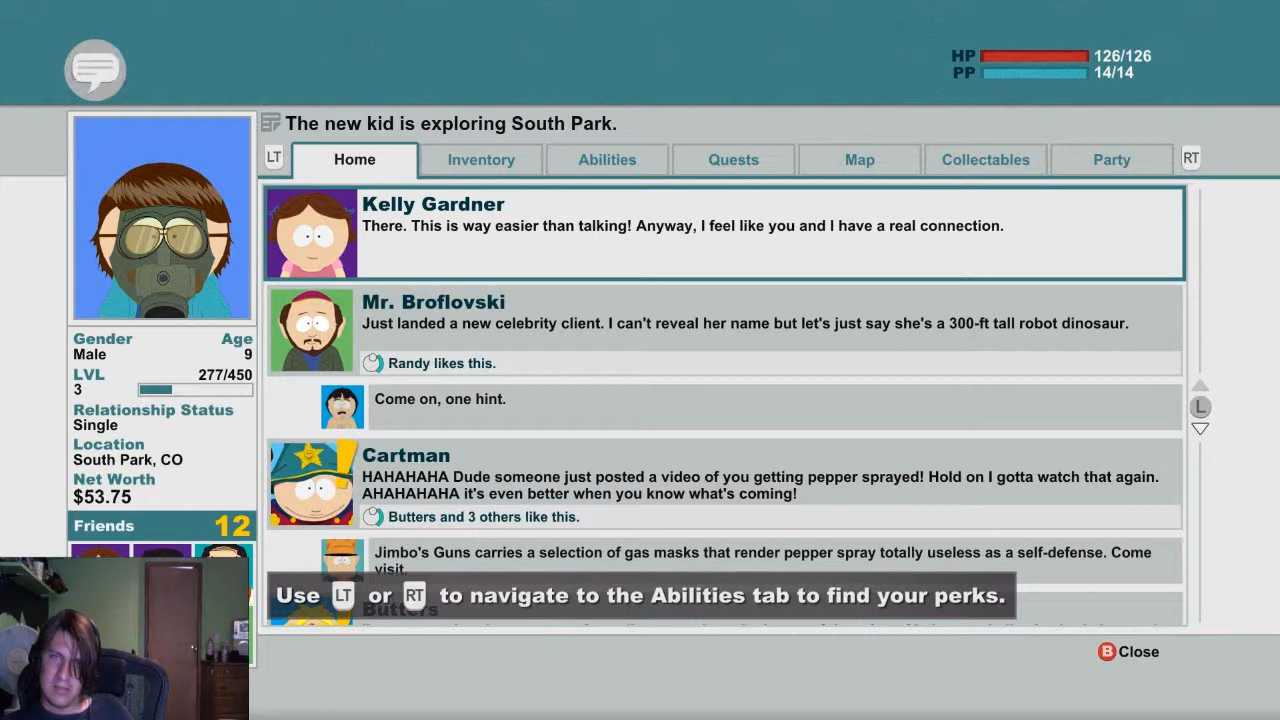 HP 126/126
PP 14/14
The new kid is exploring South Park.
LT Home Inventory Abilities Quests Map Collectables Party RT
Kelly Gardner
There. This is way easier than talking! Anyway, I feel like you and I have a real connection.
Mr. Broflovski
Just landed a new celebrity client. I can't reveal her name but let's just say she's a 300-ft tall robot dinosaur.
Randy likes this.
Come on, one hint.
Cartman
HAHAHAHA Dude someone just posted a video of you getting pepper sprayed! Hold on I gotta watch that again.
AHAHAHAHA it's even better when you know what's coming!
Butters and 3 others like this.
Jimbo's Guns carries a selection of gas masks that render pepper spray totally useless as a self-defense. Come
visit.
Butters
Gender Age
Male 9
LVL 277/450
3
Relationship Status
Single
Location
South Park, CO
Net Worth
$53.75
Friends 12
L
Use LT or RT to navigate to the Abilities tab to find your perks.
B Close